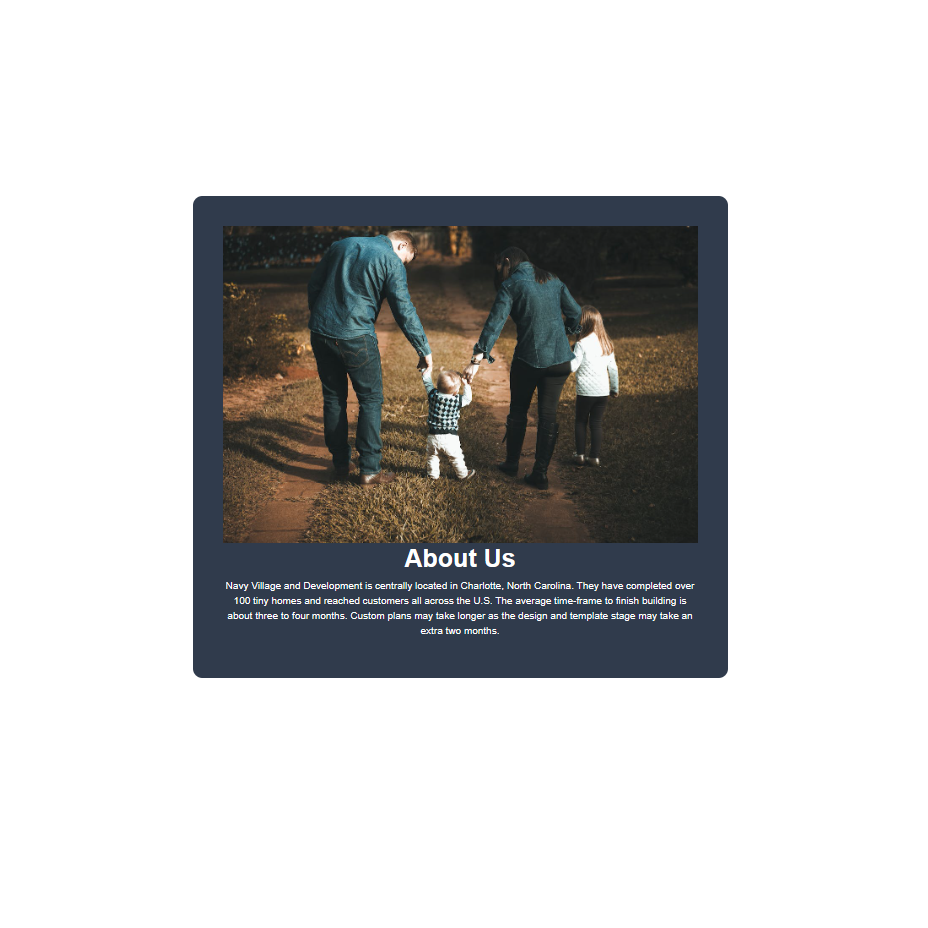 About Us
Navy Village and Development is centrally located in Charlotte, North Carolina. They have completed over
100 tiny homes and reached customers all across the U.S. The average time-frame to finish building is
about three to four months. Custom plans may take longer as the design and template stage may take an
extra two months.